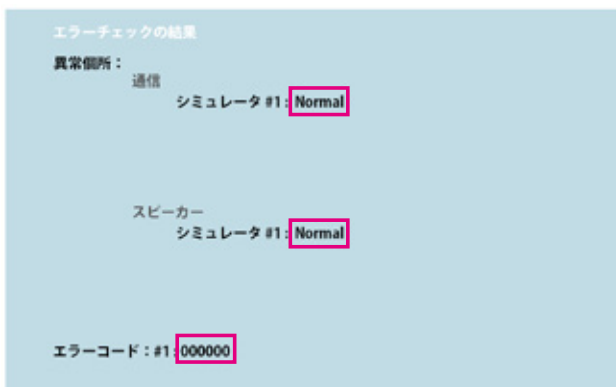 エラーチェックの結果
異常個所：
通信
シミュレータ #1: Normal
スピーカー
シミュレータ #1: Normal
エラーコード：#1:000000